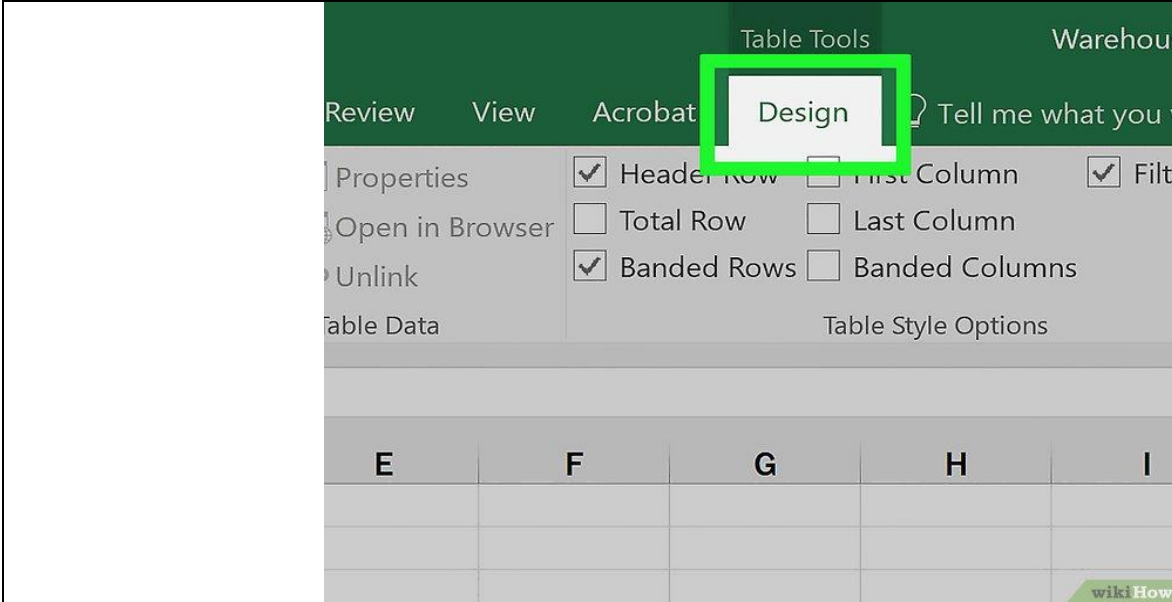 Table Tools Warehou
Review View Acrobat Design Tell me what you
Properties Header Row First Column Filt
Open in Browser Total Row Last Column
Unlink Banded Rows Banded Columns
Table Data Table Style Options
E F G H I
wikiHow